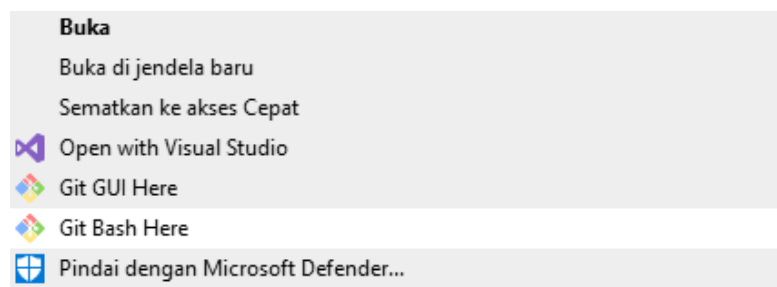 Buka
Buka di jendela baru
Sematkan ke akses Cepat
Open with Visual Studio
Git GUI Here
Git Bash Here
Pindai dengan Microsoft Defender...